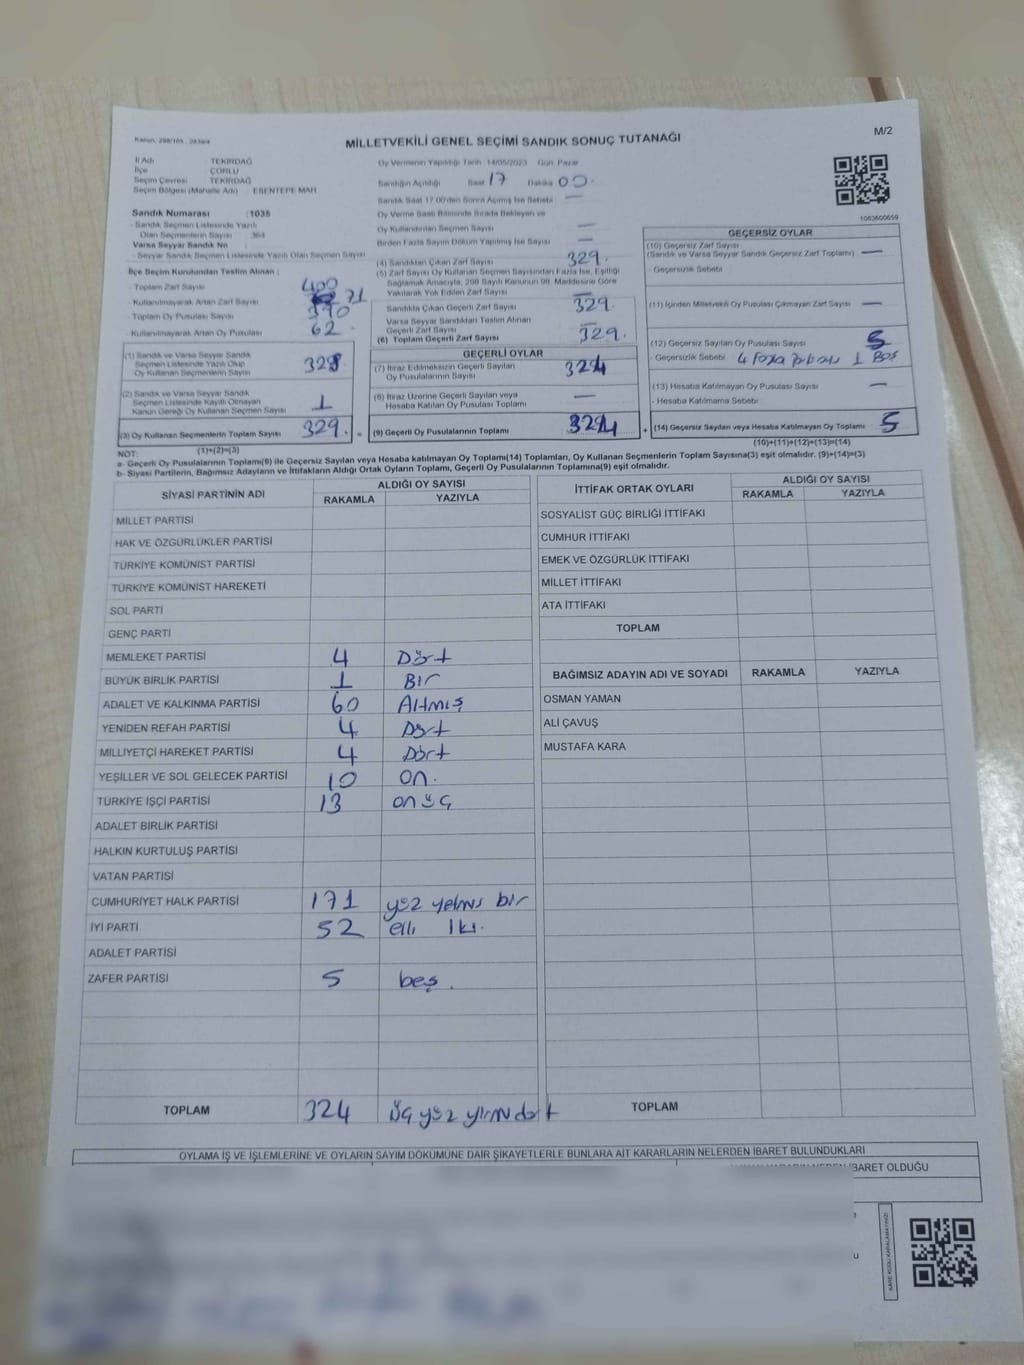 M/2
MİLLETVEKİLİ GENEL SEÇİMİ SANDIK SONUÇ TUTANAĞI
İl Adı TEKİRDAĞ
İlçe ÇORLU
Seçim Çevresi TEKİRDAĞ
Seçim Bölgesi (Mahalle Adı) : ESENTEPE MAH.
Sandık Numarası :1035
- Sandık Seçmen Listesinde Yazılı
Olan Seçmenlerin Sayısı : 364
Varsa Seyyar Sandık No :
- Seyyar Sandık Seçmen Listesinde Yazılı Olan Seçmen Sayısı
İlçe Seçim Kurulundan Teslim Alınan :
- Toplam Zarf Sayısı 400
- Kullanılmayarak Artan Zarf Sayısı 71
- Toplam Oy Pusulası Sayısı 390
- Kullanılmayarak Artan Oy Pusulası 62
(1) Sandık ve Varsa Seyyar Sandık
Seçmen Listesinde Yazılı Olup
Oy Kullanan Seçmen Sayısı 328
(2) Sandık ve Varsa Seyyar Sandık
Seçmen Listesinde Kayıtlı Olmayan
Kanun Gereği Oy Kullanan Seçmen Sayısı 1
(3) Oy Kullanan Seçmenlerin Toplam Sayısı 329.
(1)+(2)=(3)
Oy Vermenin Yapıldığı Tarih :14/05/2023 Gün: Pazar
Sandığın Açıldığı Saat 17 Dakika 00
Sandık Saat 17.00'den Sonra Açılmış İse Sebebi : —
Oy Verme Saati Bitiminde Sırada Bekleyen ve
Oy Kullandırılan Seçmen Sayısı —
Birden Fazla Sayım Döküm Yapılmış İse Sayısı —
(4) Sandıktan Çıkan Zarf Sayısı 329.
(5) Zarf Sayısı Oy Kullanan Seçmen Sayısından Fazla İse, Eşitliği
Sağlamak Amacıyla, 298 Sayılı Kanunun 98. Maddesine Göre
Yakılarak Yok Edilen Zarf Sayısı —
Sandıkta Çıkan Geçerli Zarf Sayısı 329.
Varsa Seyyar Sandıktan Teslim Alınan
Geçerli Zarf Sayısı —
(6) Toplam Geçerli Zarf Sayısı 329.
GEÇERLİ OYLAR
(7) İtiraz Edilmeksizin Geçerli Sayılan
Oy Pusulalarının Sayısı 324
(8) İtiraz Üzerine Geçerli Sayılan veya
Hesaba Katılan Oy Pusulası Toplamı —
= (9) Geçerli Oy Pusulalarının Toplamı 324
1083600659
GEÇERSİZ OYLAR
(10) Geçersiz Zarf Sayısı
(Sandık ve Varsa Seyyar Sandık Geçersiz Zarf Toplamı) —
- Geçersizlik Sebebi :
(11) İçinden Milletvekili Oy Pusulası Çıkmayan Zarf Sayısı —
(12) Geçersiz Sayılan Oy Pusulası Sayısı 5
- Geçersizlik Sebebi 4 1 Boş
(13) Hesaba Katılmayan Oy Pusulası Sayısı —
- Hesaba Katılmama Sebebi :
+ (14) Geçersiz Sayılan veya Hesaba Katılmayan Oy Toplamı : 5
(10)+(11)+(12)+(13)=(14)
NOT:
a- Geçerli Oy Pusulalarının Toplamı(9) ile Geçersiz Sayılan veya Hesaba katılmayan Oy Toplamı(14) Toplamları, Oy Kullanan Seçmenlerin Toplam Sayısına(3) eşit olmalıdır. (9)+(14)=(3)
b- Siyasi Partilerin, Bağımsız Adayların ve İttifakların Aldığı Ortak Oyların Toplamı, Geçerli Oy Pusulalarının Toplamına(9) eşit olmalıdır.
SİYASİ PARTİNİN ADI ALDIĞI OY SAYISI
RAKAMLA YAZIYLA
MİLLET PARTİSİ
HAK VE ÖZGÜRLÜKLER PARTİSİ
TÜRKİYE KOMÜNİST PARTİSİ
TÜRKİYE KOMÜNİST HAREKETİ
SOL PARTİ
GENÇ PARTİ
MEMLEKET PARTİSİ 4 Dört
BÜYÜK BİRLİK PARTİSİ 1 Bir
ADALET VE KALKINMA PARTİSİ 60 Altmış
YENİDEN REFAH PARTİSİ 4 Dört
MİLLİYETÇİ HAREKET PARTİSİ 4 Dört
YEŞİLLER VE SOL GELECEK PARTİSİ 10 on.
TÜRKİYE İŞÇİ PARTİSİ 13 on üç
ADALET BİRLİK PARTİSİ
HALKIN KURTULUŞ PARTİSİ
VATAN PARTİSİ
CUMHURİYET HALK PARTİSİ 171 yüz yetmiş bir
İYİ PARTİ 52 elli iki.
ADALET PARTİSİ
ZAFER PARTİSİ 5 beş.
TOPLAM 324 üç yüz yirmi dört
İTTİFAK ORTAK OYLARI ALDIĞI OY SAYISI
RAKAMLA YAZIYLA
SOSYALİST GÜÇ BİRLİĞİ İTTİFAKI
CUMHUR İTTİFAKI
EMEK VE ÖZGÜRLÜK İTTİFAKI
MİLLET İTTİFAKI
ATA İTTİFAKI
TOPLAM
BAĞIMSIZ ADAYIN ADI VE SOYADI RAKAMLA YAZIYLA
OSMAN YAMAN
ALİ ÇAVUŞ
MUSTAFA KARA
TOPLAM
OYLAMA İŞ VE İŞLEMLERİNE VE OYLARIN SAYIM DÖKÜMÜNE DAİR ŞİKAYETLERLE BUNLARA AİT KARARLARIN NELERDEN İBARET BULUNDUKLARI
İBARET OLDUĞU